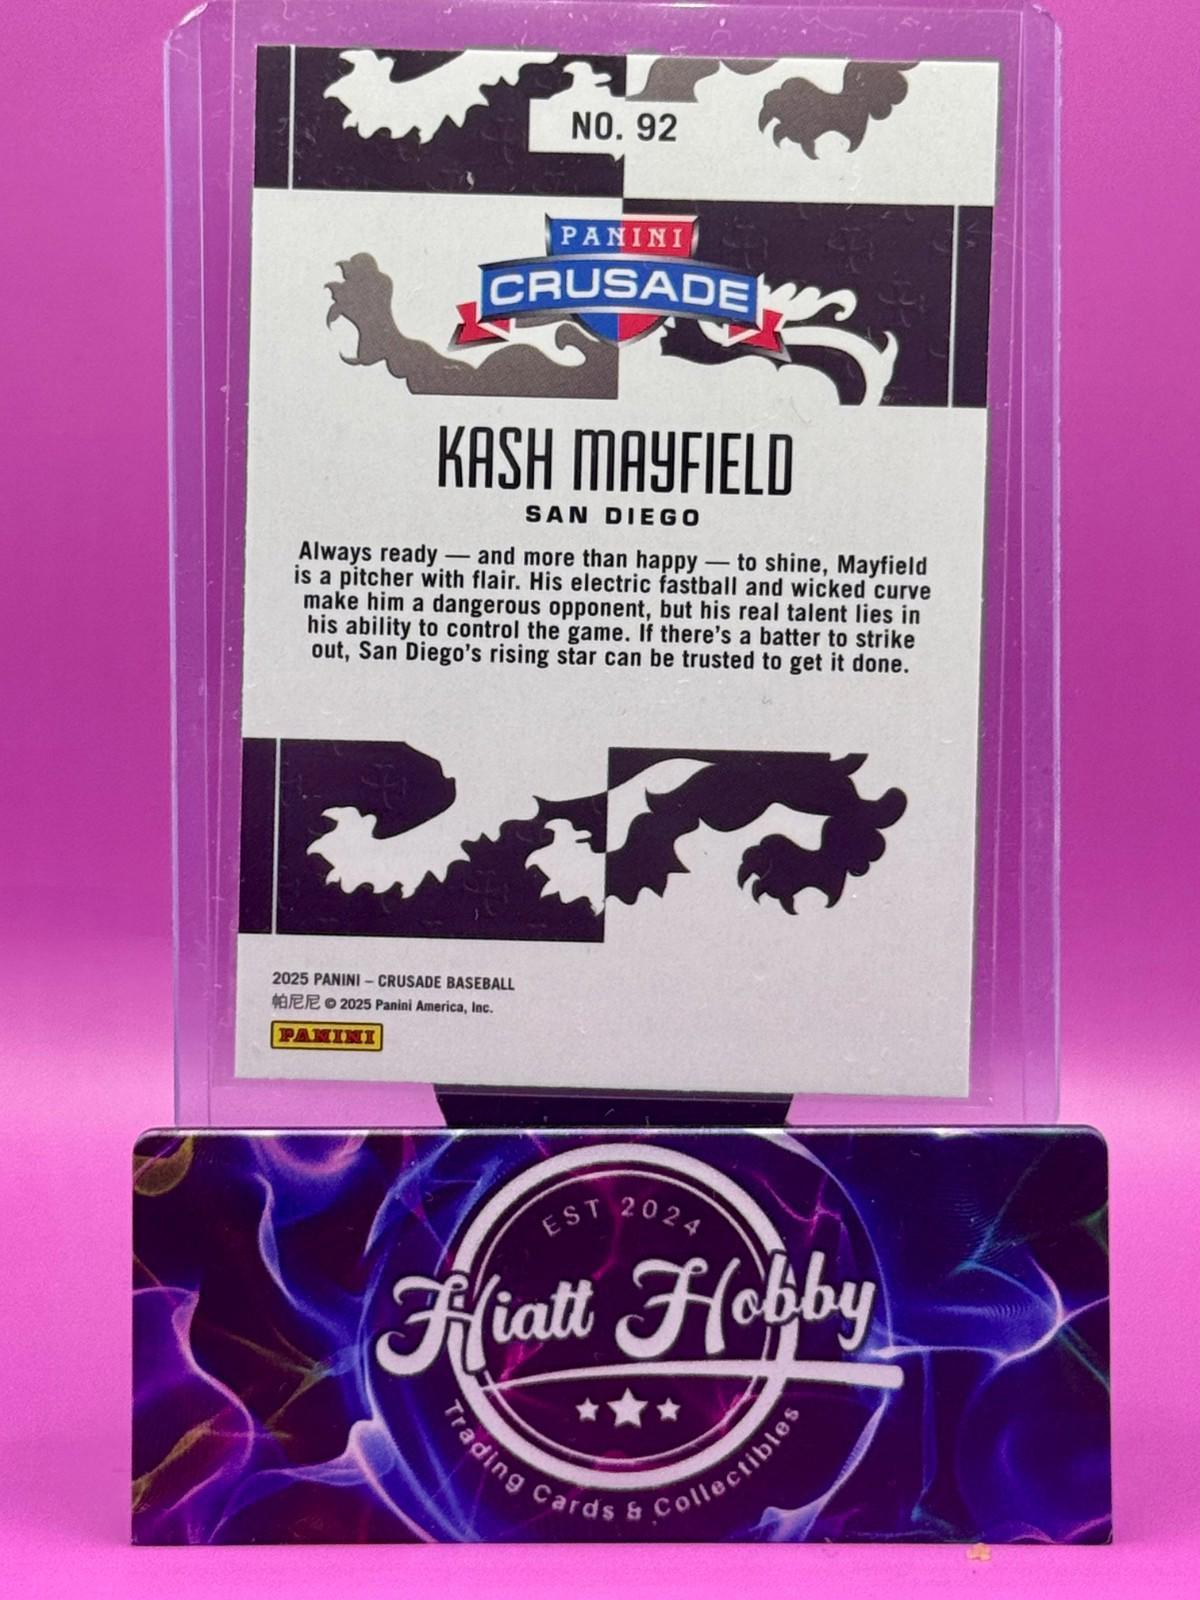 NO. 92
PANINI
CRUSADE
KASH MAYFIELD
SAN DIEGO
Always ready — and more than happy — to shine, Mayfield
is a pitcher with flair. His electric fastball and wicked curve
make him a dangerous opponent, but his real talent lies in
his ability to control the game. If there's a batter to strike
out, San Diego's rising star can be trusted to get it done.
2025 PANINI – CRUSADE BASEBALL
帕尼尼 © 2025 Panini America, Inc.
PANINI
EST 2024
Hiatt Hobby
Trading Cards & Collectibles